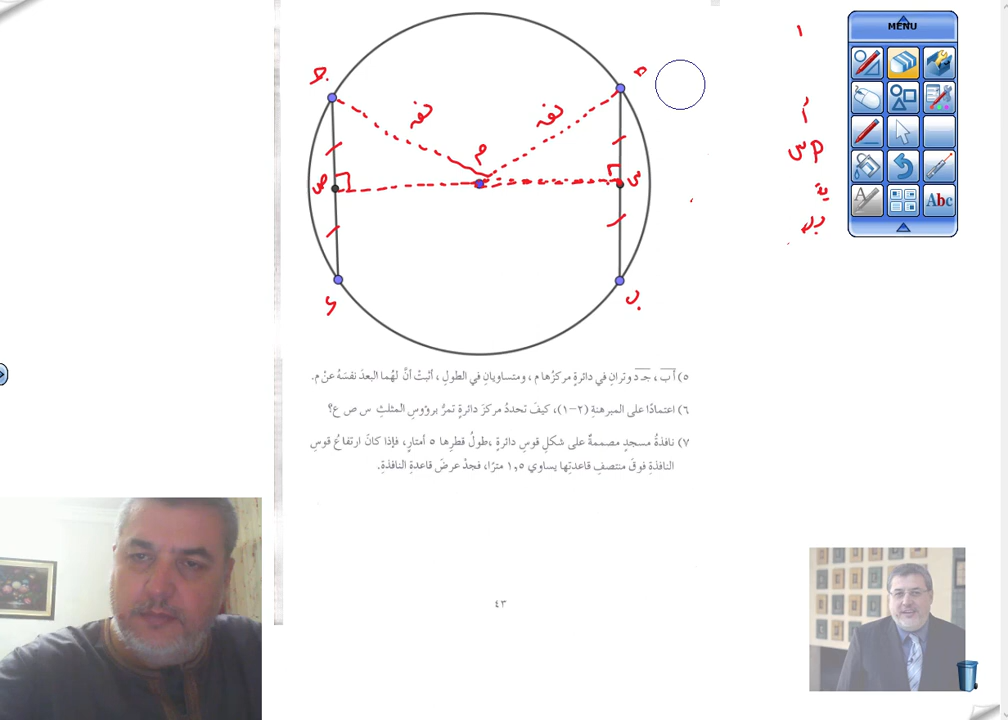 MENU
Abc
A
جـ
نفه
نفه
م
ص
س
ب
٥) أ ب ، جـ د وترانِ في دائرةٍ مركزُها م ، ومتساويانِ في الطولِ ، أثبتْ أنَّ لهُما البعدَ نفسَهُ عنْ م.
٦) اعتمادًا على المبرهنةِ (٢-١)، كيفَ تحددُ مركزَ دائرةٍ تمرُّ برؤوسِ المثلثِ س ص ع؟
٧) نافذةُ مسجدٍ مصممةٌ على شكلِ قوسِ دائرةٍ ،طولُ قطرِها ٥ أمتارٍ، فإذا كانَ ارتفاعُ قوسِ
النافذةِ فوقَ منتصفِ قاعدتِها يساوي ١,٥ مترًا، فجدْ عرضَ قاعدةِ النافذةِ.
٤٣